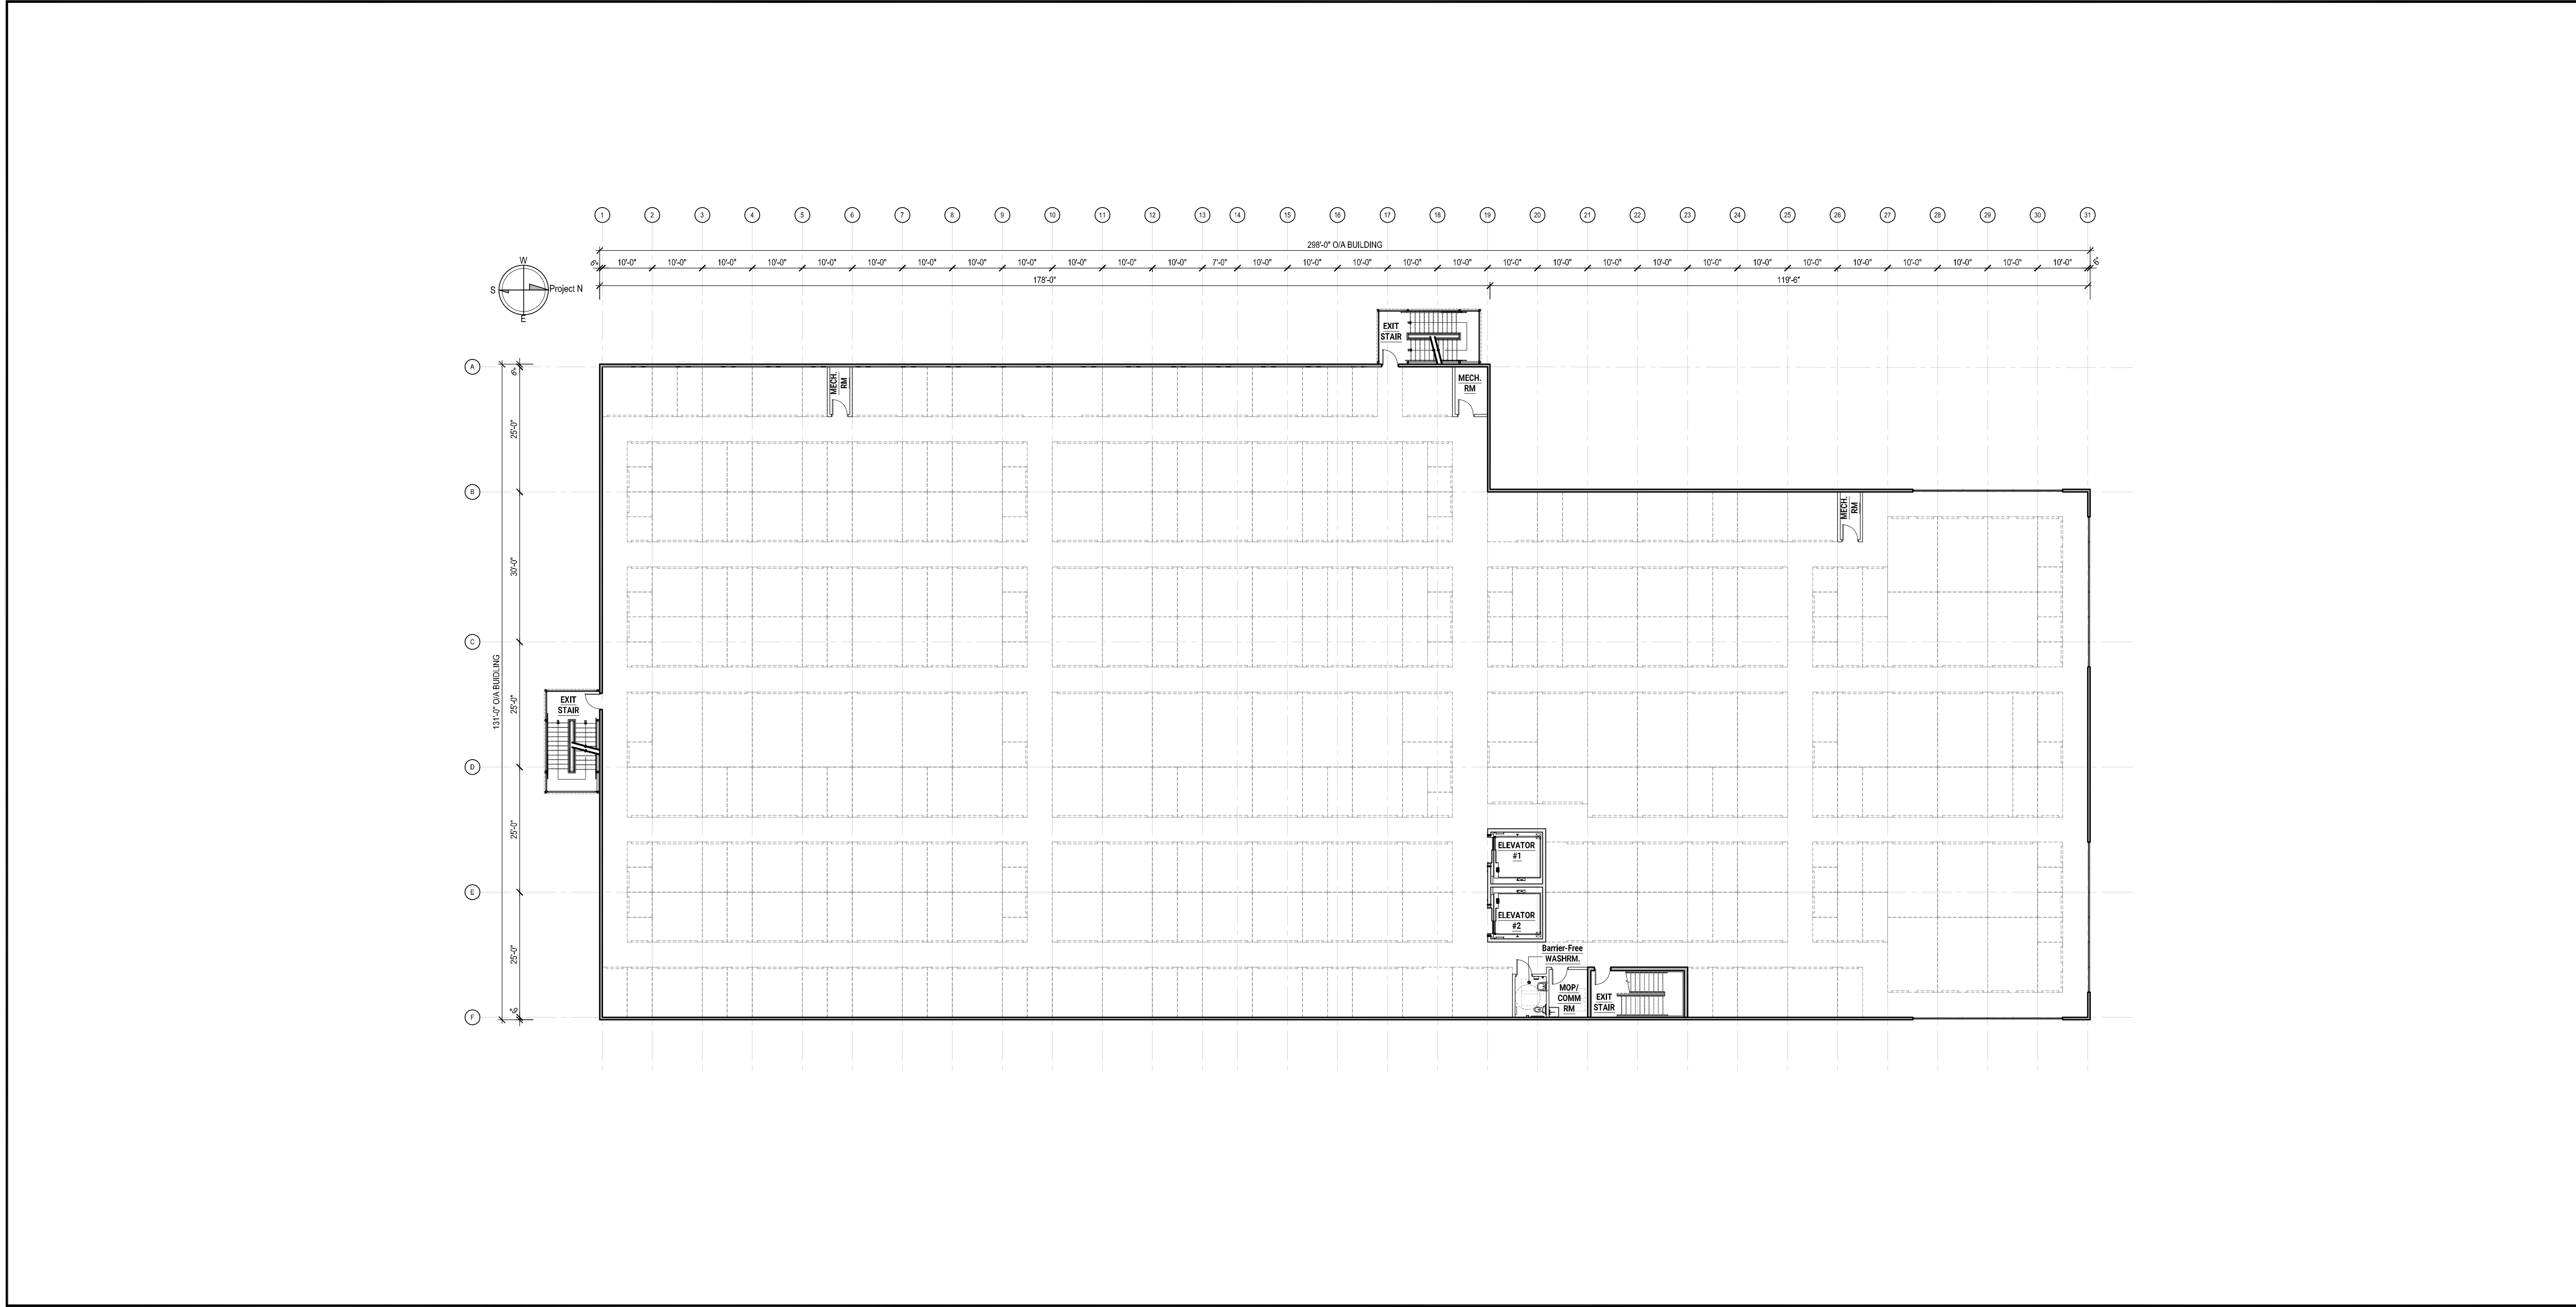 1 2 3 4 5 6 7 8 9 10 11 12 13 14 15 16 17 18 19 20 21 22 23 24 25 26 27 28 29 30 31
298'-0" O/A BUILDING
6" 10'-0" 10'-0" 10'-0" 10'-0" 10'-0" 10'-0" 10'-0" 10'-0" 10'-0" 10'-0" 10'-0" 10'-0" 7'-0" 10'-0" 10'-0" 10'-0" 10'-0" 10'-0" 10'-0" 10'-0" 10'-0" 10'-0" 10'-0" 10'-0" 10'-0" 10'-0" 10'-0" 10'-0" 10'-0" 10'-0" 6"
178'-0" 119'-6"
W
S Project N
E
EXIT
STAIR
A
6"
MECH.
RM
MECH.
RM
25'-0"
B
MECH.
RM
30'-0"
C
131'-0" O/A BUIDLING
EXIT
STAIR
25'-0"
D
25'-0"
ELEVATOR
#1
E
ELEVATOR
#2
25'-0"
Barrier-Free
WASHRM.
MOP/
COMM
RM
EXIT
STAIR
6"
F